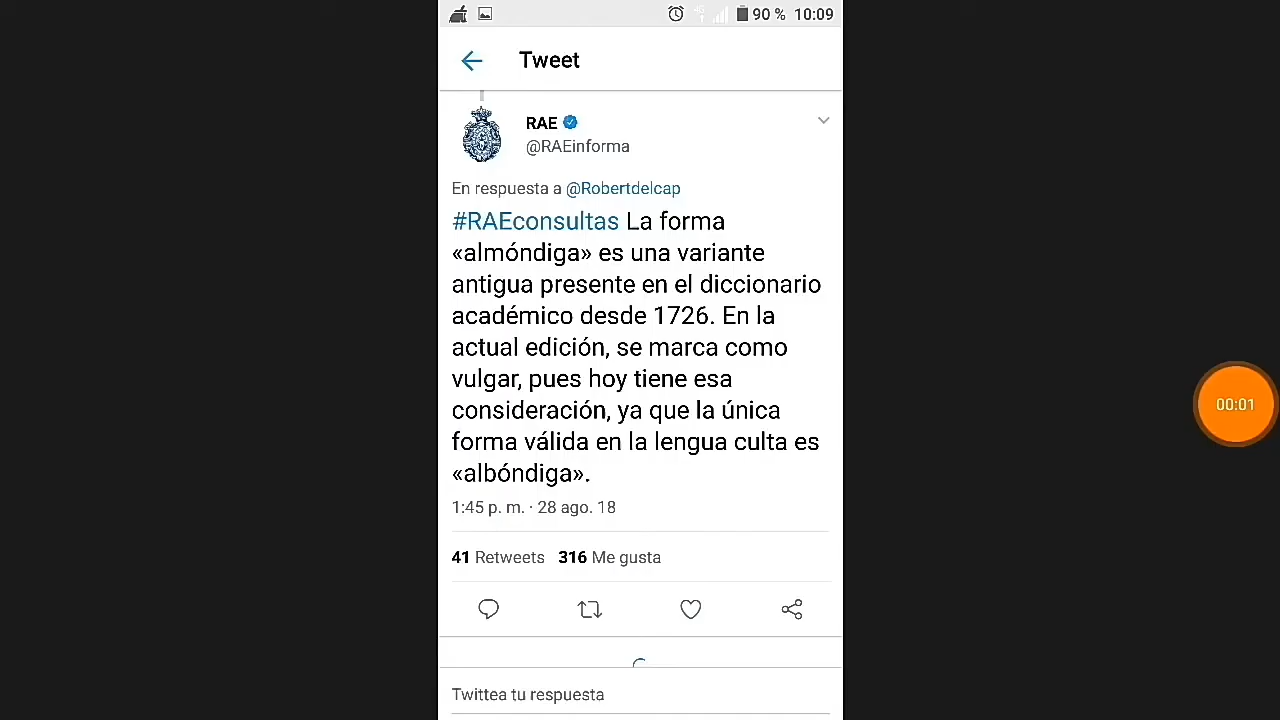 90 % 10:09
Tweet
RAE
@RAEinforma
En respuesta a @Robertdelcap
#RAEconsultas La forma
«almóndiga» es una variante
antigua presente en el diccionario
académico desde 1726. En la
actual edición, se marca como
vulgar, pues hoy tiene esa
consideración, ya que la única
forma válida en la lengua culta es
«albóndiga».
1:45 p. m. · 28 ago. 18
41 Retweets 316 Me gusta
Twittea tu respuesta
00:01